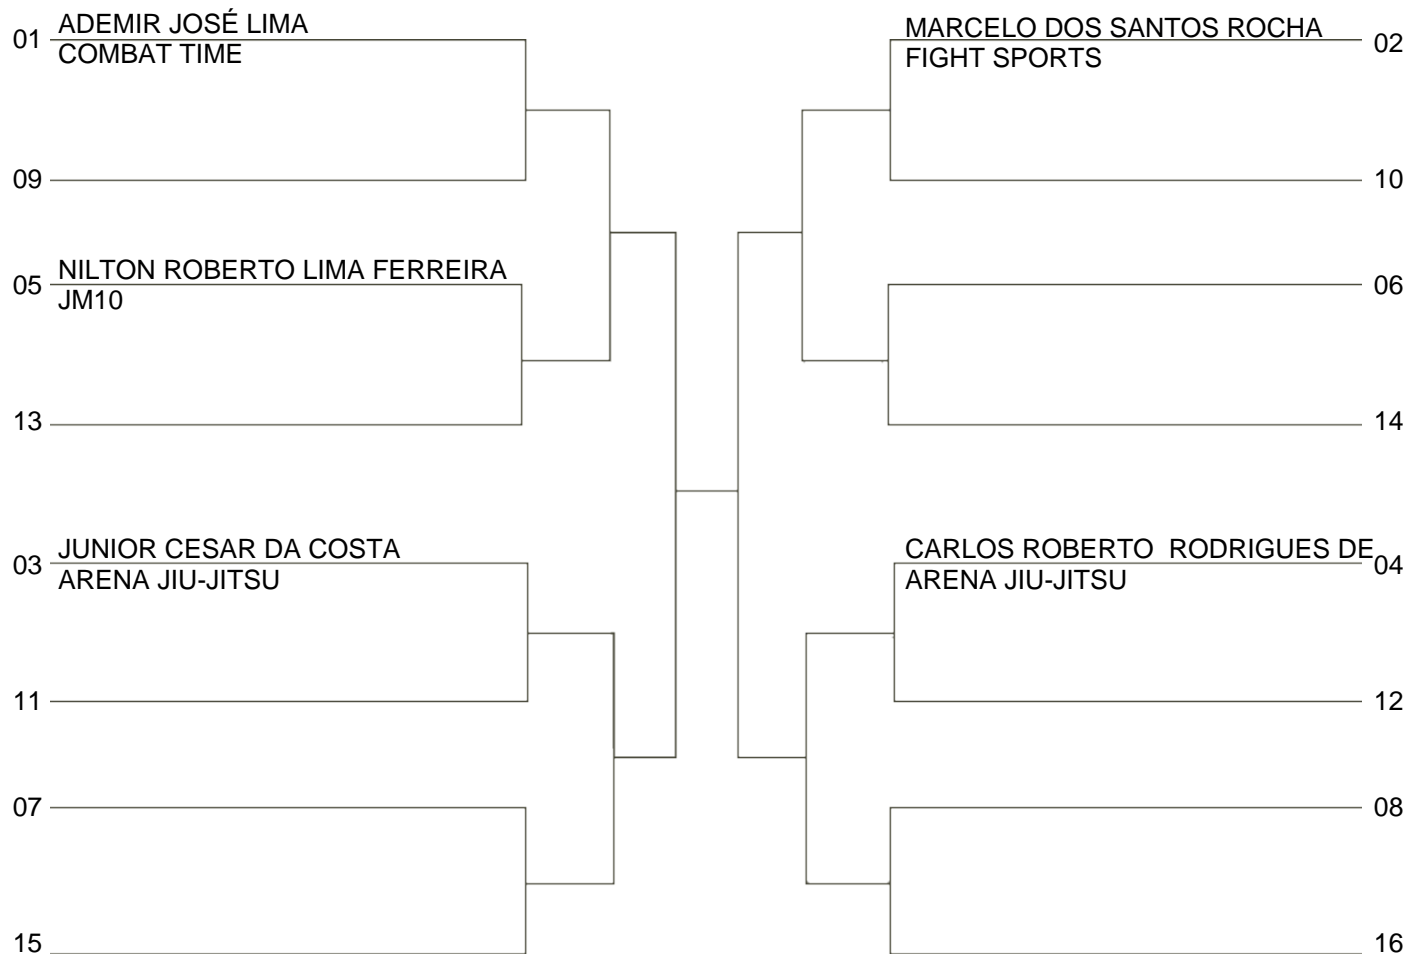 01
ADEMIR JOSÉ LIMA
COMBAT TIME
09
05
NILTON ROBERTO LIMA FERREIRA
JM10
13
03
JUNIOR CESAR DA COSTA
ARENA JIU-JITSU
11
07
15
MARCELO DOS SANTOS ROCHA
FIGHT SPORTS
02
10
06
14
CARLOS ROBERTO  RODRIGUES DE
ARENA JIU-JITSU
04
12
08
16